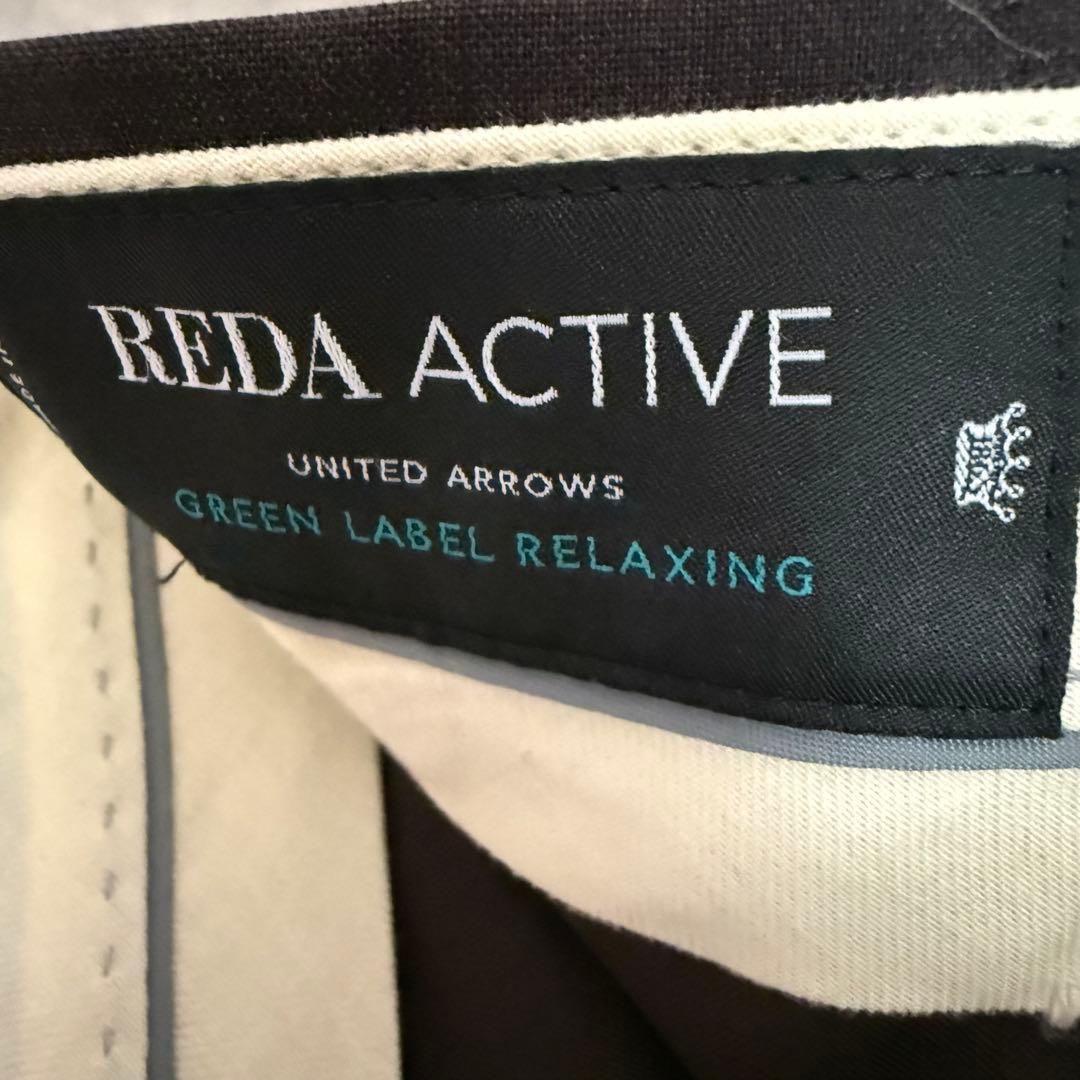 REDA ACTIVE
UNITED ARROWS
GREEN LABEL RELAXING